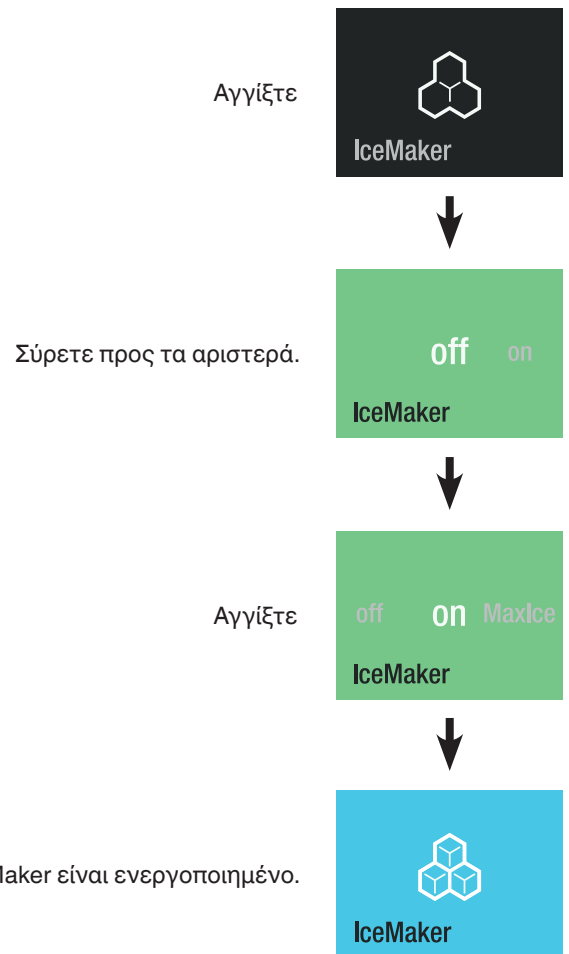 Αγγίξτε
IceMaker
Σύρετε προς τα αριστερά.
off on
IceMaker
Αγγίξτε
off on MaxIce
IceMaker
είναι ενεργοποιημένο.
IceMaker